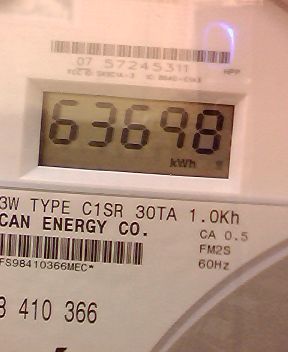 07 57245311
63698
kWh
3W TYPE C1SR 30TA 1.0Kh
CAN ENERGY CO.
CA 0.5
FM2S
FS98410366MEC*
60Hz
8 410 366